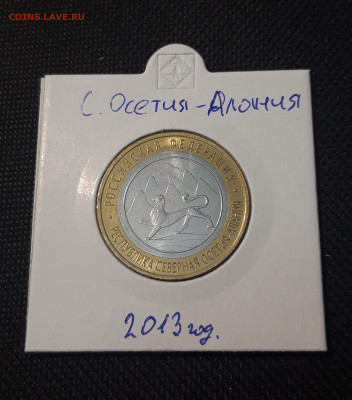 COINS.LAVE.RU
С. Осетия-Алания
РОССИЙСКАЯ ФЕДЕРАЦИЯ
РЕСПУБЛИКА СЕВЕРНАЯ ОСЕТИЯ-АЛАНИЯ
2013 год.